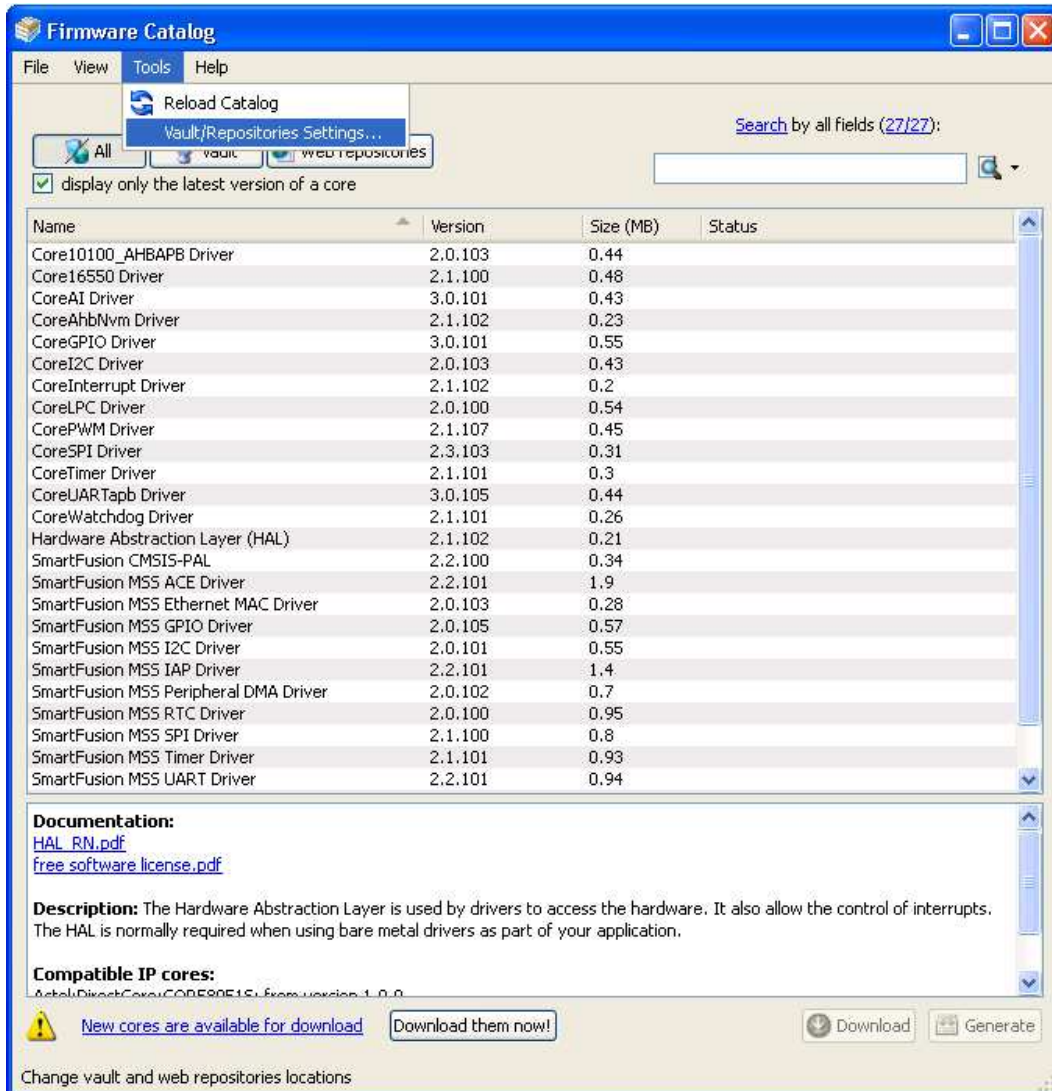 Firmware Catalog
File View Tools Help
Reload Catalog
Vault/Repositories Settings...
Search by all fields (27/27):
All Vault Web repositories
display only the latest version of a core
Name Version Size (MB) Status
Core10100_AHBAPB Driver 2.0.103 0.44
Core16550 Driver 2.1.100 0.48
CoreAI Driver 3.0.101 0.43
CoreAhbNvm Driver 2.1.102 0.23
CoreGPIO Driver 3.0.101 0.55
CoreI2C Driver 2.0.103 0.43
CoreInterrupt Driver 2.1.102 0.2
CoreLPC Driver 2.0.100 0.54
CorePWM Driver 2.1.107 0.45
CoreSPI Driver 2.3.103 0.31
CoreTimer Driver 2.1.101 0.3
CoreUARTapb Driver 3.0.105 0.44
CoreWatchdog Driver 2.1.101 0.26
Hardware Abstraction Layer (HAL) 2.1.102 0.21
SmartFusion CMSIS-PAL 2.2.100 0.34
SmartFusion MSS ACE Driver 2.2.101 1.9
SmartFusion MSS Ethernet MAC Driver 2.0.103 0.28
SmartFusion MSS GPIO Driver 2.0.105 0.57
SmartFusion MSS I2C Driver 2.0.101 0.55
SmartFusion MSS IAP Driver 2.2.101 1.4
SmartFusion MSS Peripheral DMA Driver 2.0.102 0.7
SmartFusion MSS RTC Driver 2.0.100 0.95
SmartFusion MSS SPI Driver 2.1.100 0.8
SmartFusion MSS Timer Driver 2.1.101 0.93
SmartFusion MSS UART Driver 2.2.101 0.94
Documentation:
HAL_RN.pdf
free software license.pdf
Description: The Hardware Abstraction Layer is used by drivers to access the hardware. It also allow the control of interrupts.
The HAL is normally required when using bare metal drivers as part of your application.
Compatible IP cores:
Actel:DirectCore:CORE8051S: from version 1.0.0
New cores are available for download Download them now! Download Generate
Change vault and web repositories locations